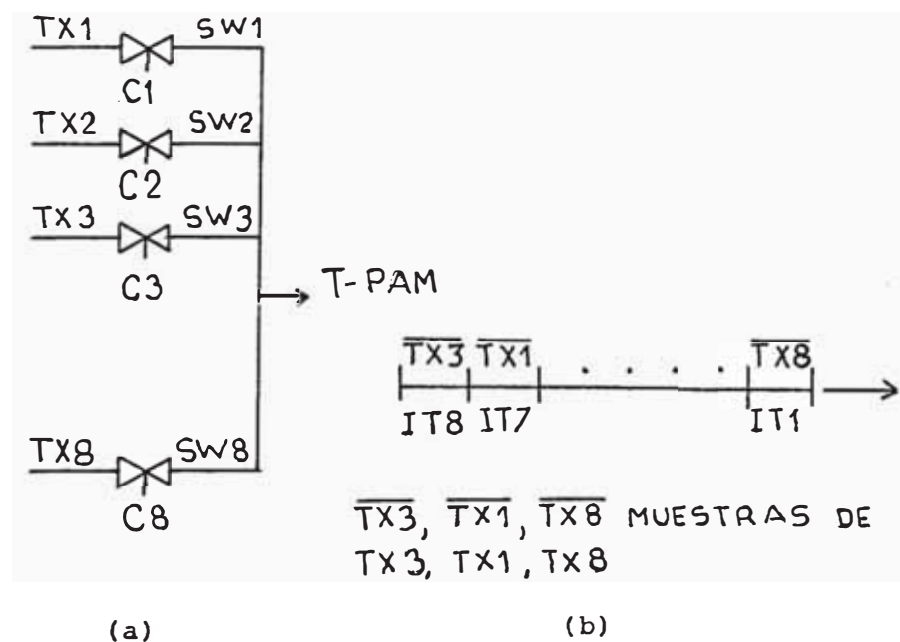 TX1 SW1
C1
TX2 SW2
C2
TX3 SW3
C3
T-PAM
TX8 SW8
C8
(a)
TX3 TX1 . . . . TX8
IT8 IT7 IT1
TX3, TX1, TX8 MUESTRAS DE
TX3, TX1, TX8
(b)